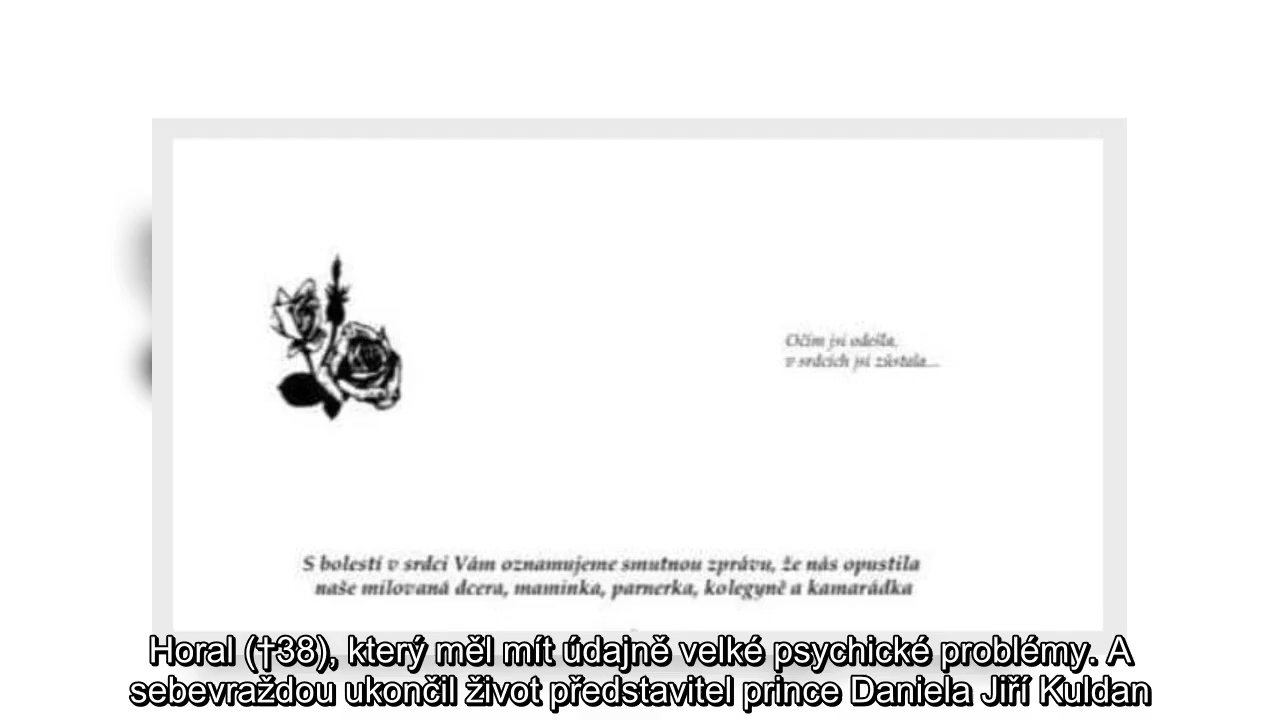 Očím jsi odešla,
v srdcích jsi zůstala...
S bolestí v srdci Vám oznamujeme smutnou zprávu, že nás opustila
naše milovaná dcera, maminka, parnerka, kolegyně a kamarádka
Horal (†38), který měl mít údajně velké psychické problémy. A
sebevraždou ukončil život představitel prince Daniela Jiří Kuldan